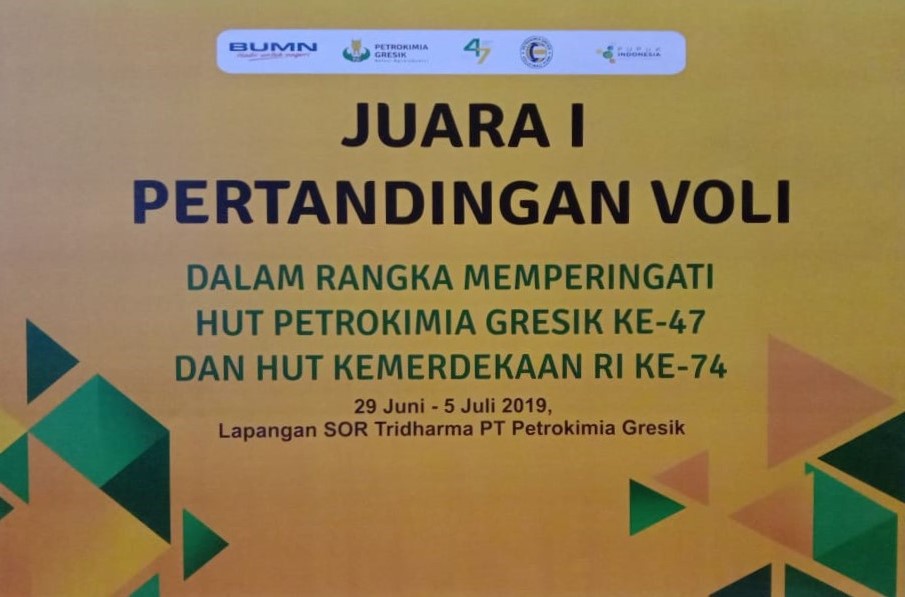 BUMN
PETROKIMIA
GRESIK
47
PUPUK
INDONESIA
JUARA I
PERTANDINGAN VOLI
DALAM RANGKA MEMPERINGATI
HUT PETROKIMIA GRESIK KE-47
DAN HUT KEMERDEKAAN RI KE-74
29 Juni - 5 Juli 2019,
Lapangan SOR Tridharma PT Petrokimia Gresik